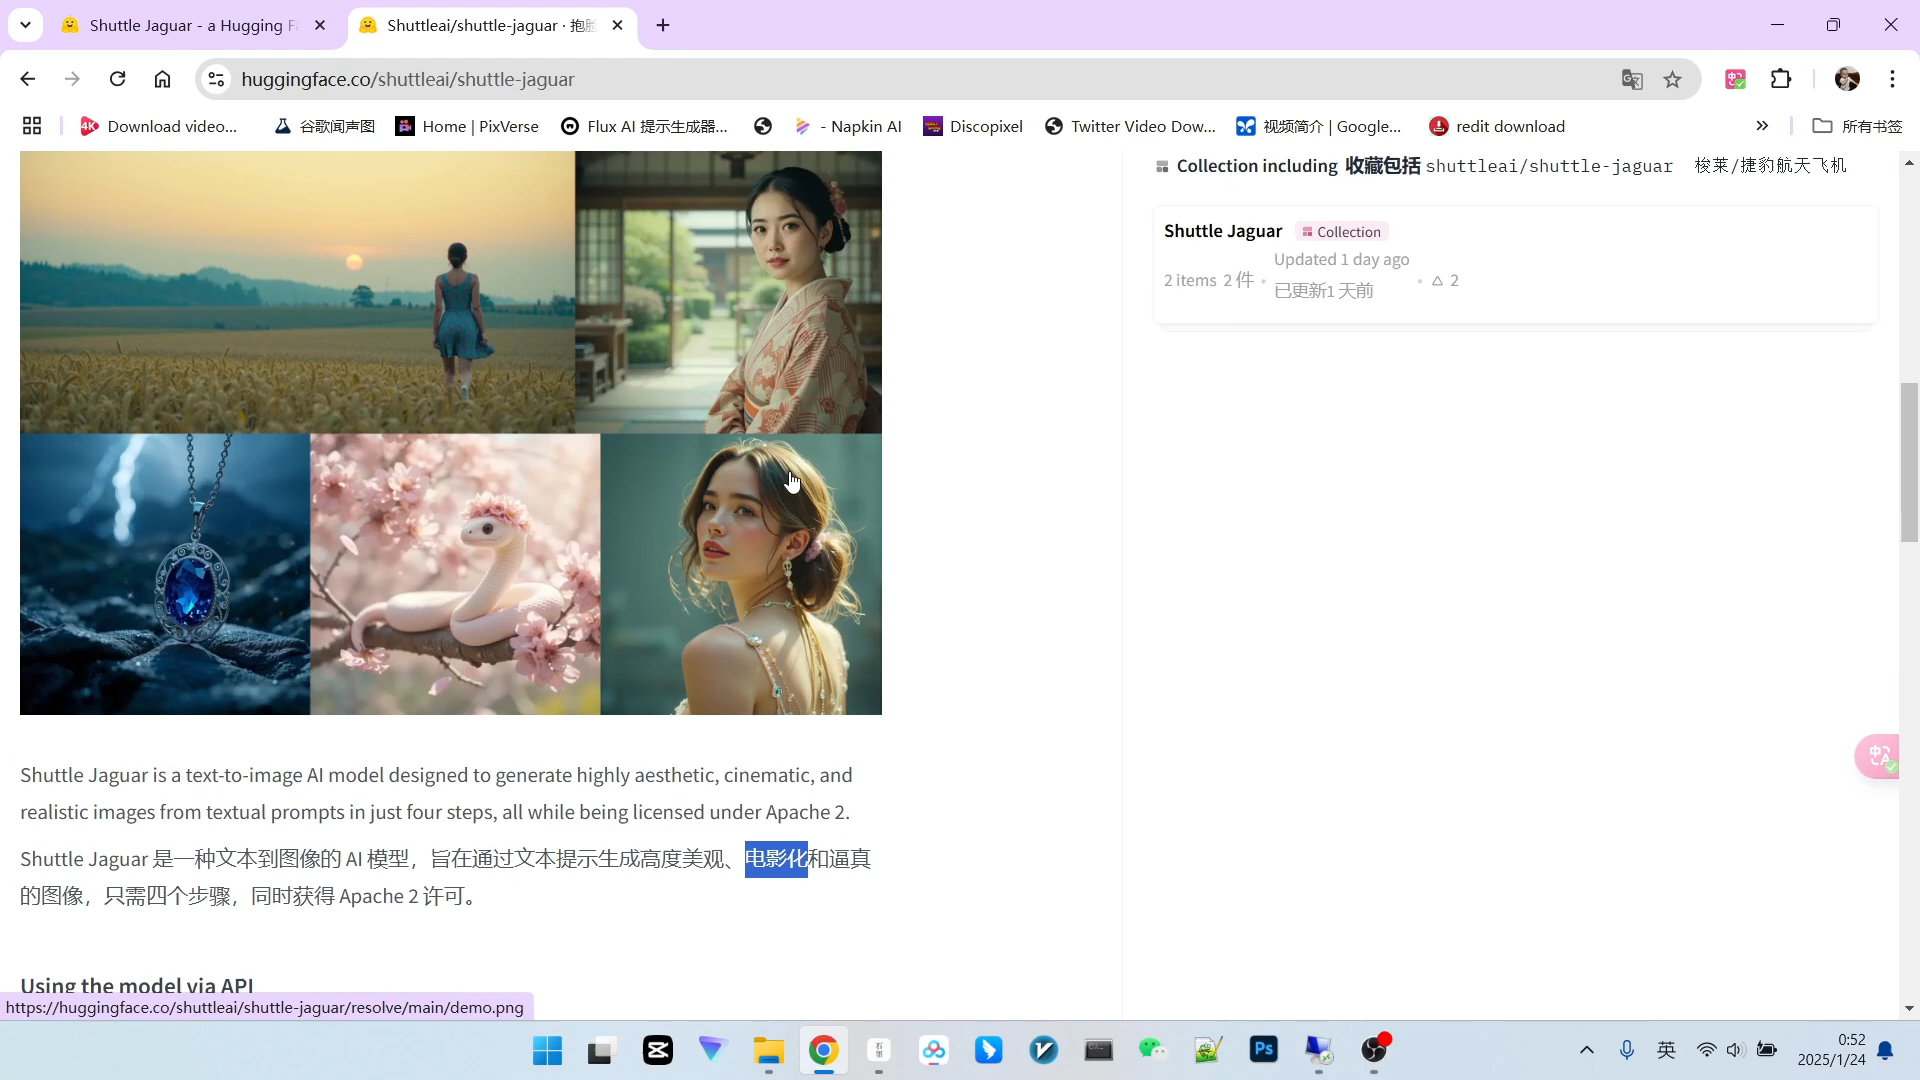 Shuttle Jaguar - a Hugging F
Shuttleai/shuttle-jaguar · 抱脸
huggingface.co/shuttleai/shuttle-jaguar
4K Download video...
谷歌闻声图
Home | PixVerse
Flux AI 提示生成器...
- Napkin AI
Discopixel
Twitter Video Dow...
视频简介 | Google...
redit download
所有书签
Collection including 收藏包括 shuttleai/shuttle-jaguar 梭莱/捷豹航天飞机
Shuttle Jaguar Collection
2 items 2 件 • Updated 1 day ago
已更新1 天前 • 2
Shuttle Jaguar is a text-to-image AI model designed to generate highly aesthetic, cinematic, and
realistic images from textual prompts in just four steps, all while being licensed under Apache 2.
Shuttle Jaguar 是一种文本到图像的 AI 模型，旨在通过文本提示生成高度美观、电影化和逼真
的图像，只需四个步骤，同时获得 Apache 2 许可。
Using the model via API
https://huggingface.co/shuttleai/shuttle-jaguar/resolve/main/demo.png
Ps
英
0:52
2025/1/24